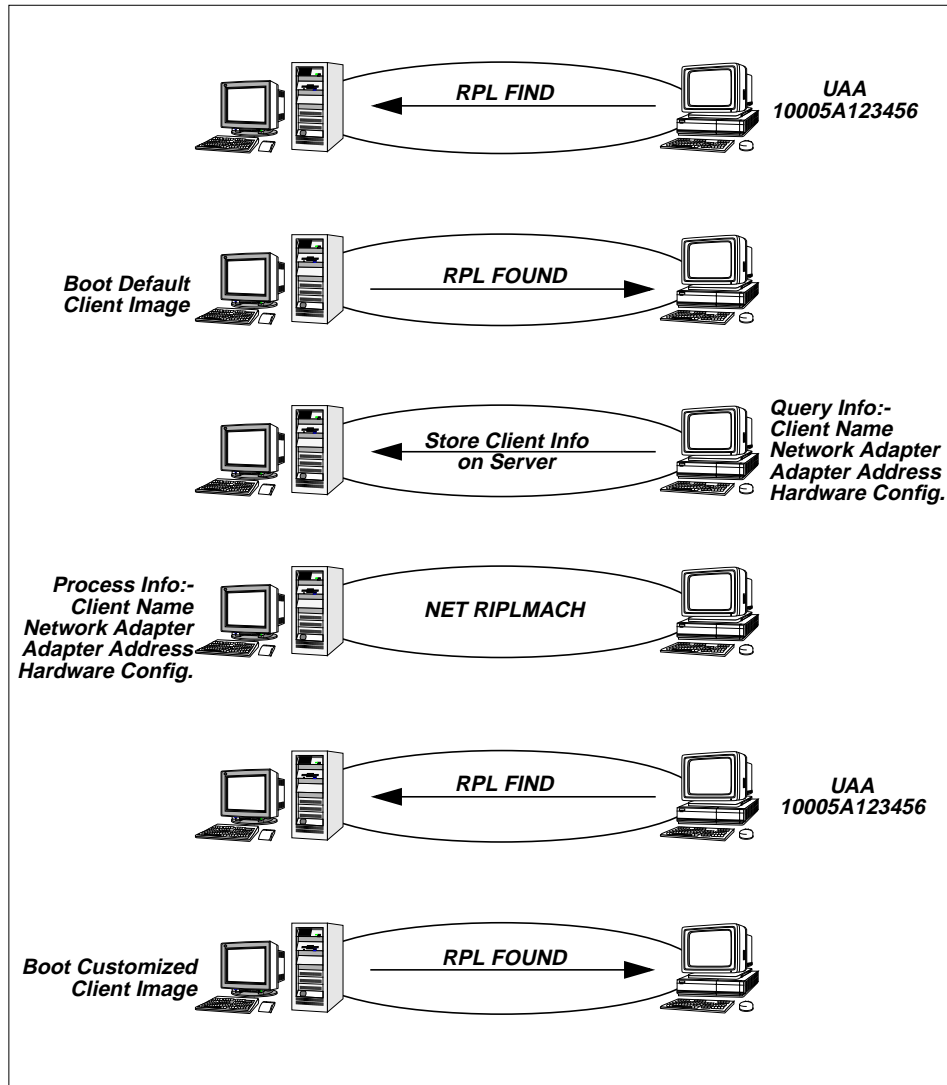 RPL FIND
UAA
10005A123456
Boot Default
Client Image
RPL FOUND
Store Client Info
on Server
Query Info:-
Client Name
Network Adapter
Adapter Address
Hardware Config.
Process Info:-
Client Name
Network Adapter
Adapter Address
Hardware Config.
NET RIPLMACH
RPL FIND
UAA
10005A123456
Boot Customized
Client Image
RPL FOUND